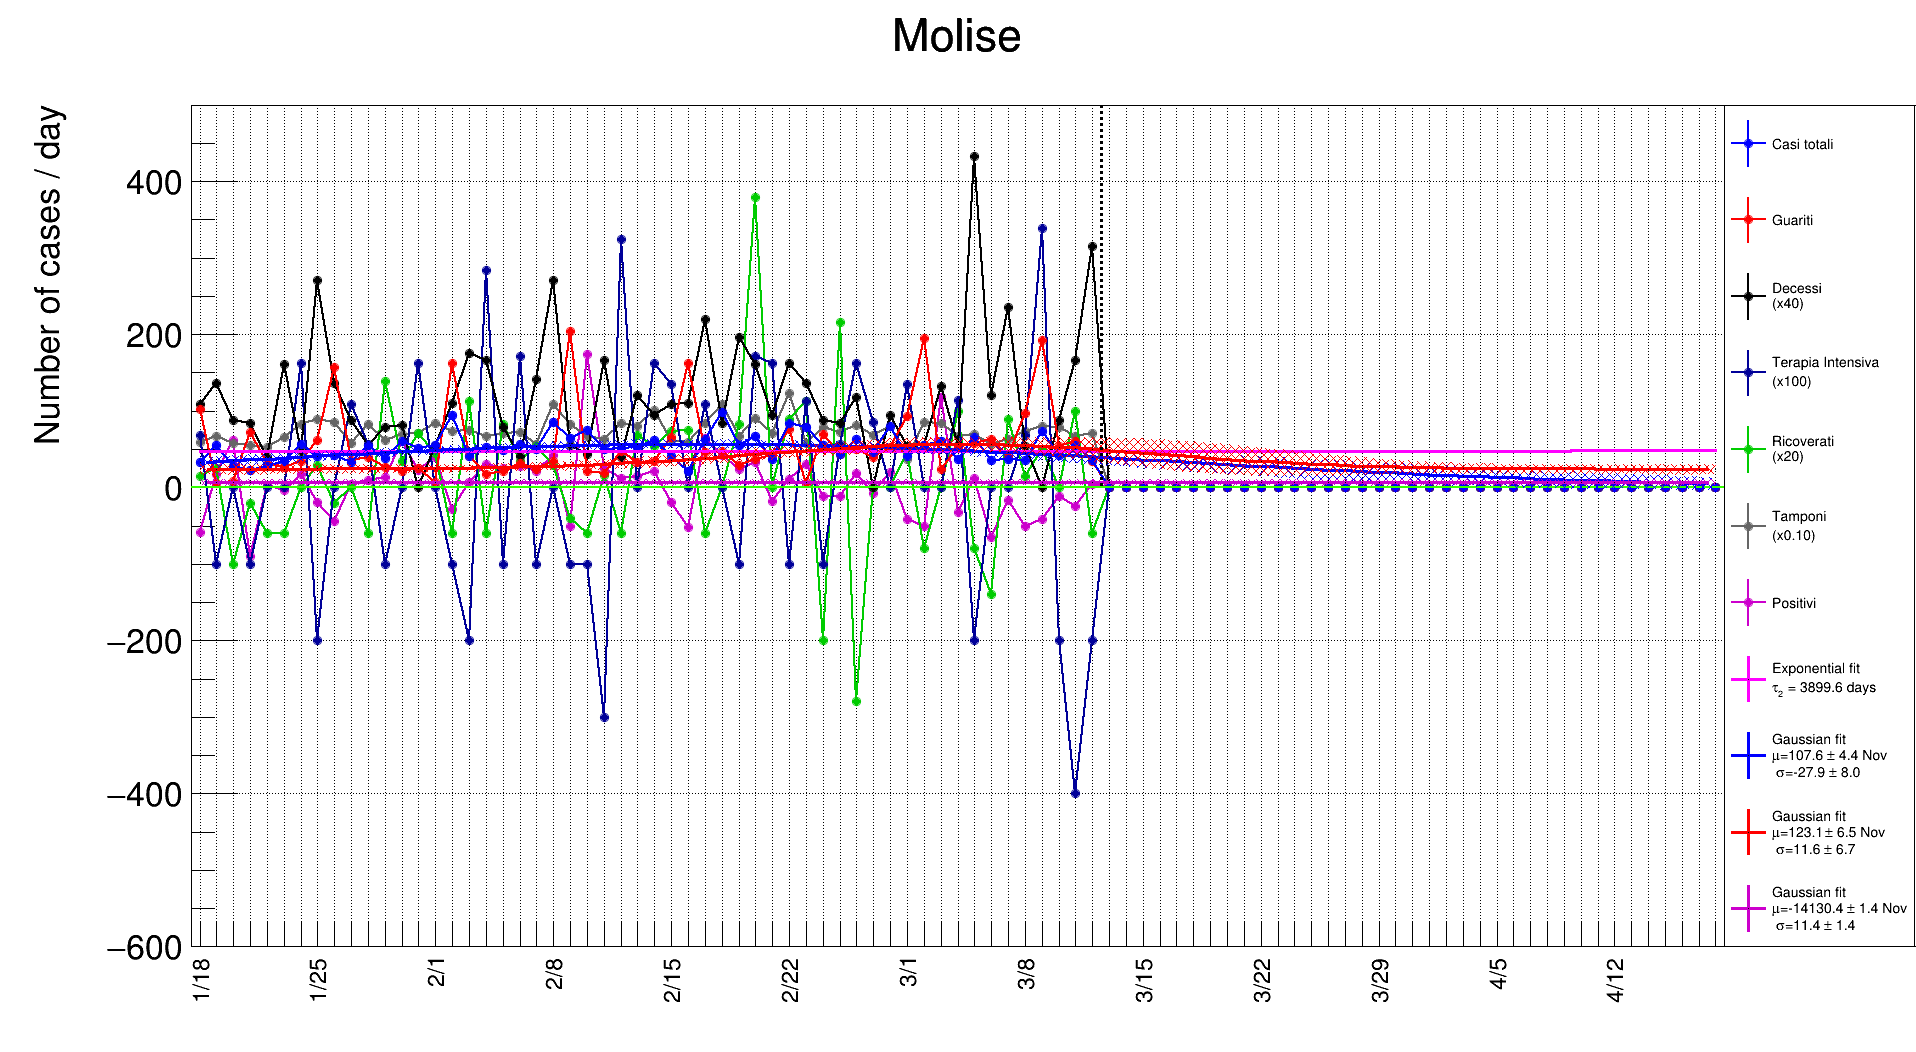 Molise
Number of cases / day
400
200
0
−200
−400
−600
1/18
1/25
2/1
2/8
2/15
2/22
3/1
3/8
3/15
3/22
3/29
4/5
4/12
Casi totali
Guariti
Decessi
(x40)
Terapia Intensiva
(x100)
Ricoverati
(x20)
Tamponi
(x0.10)
Positivi
Exponential fit
τ2 = 3899.6 days
Gaussian fit
μ=107.6 ± 4.4 Nov
σ=-27.9 ± 8.0
Gaussian fit
μ=123.1 ± 6.5 Nov
σ=11.6 ± 6.7
Gaussian fit
μ=-14130.4 ± 1.4 Nov
σ=11.4 ± 1.4